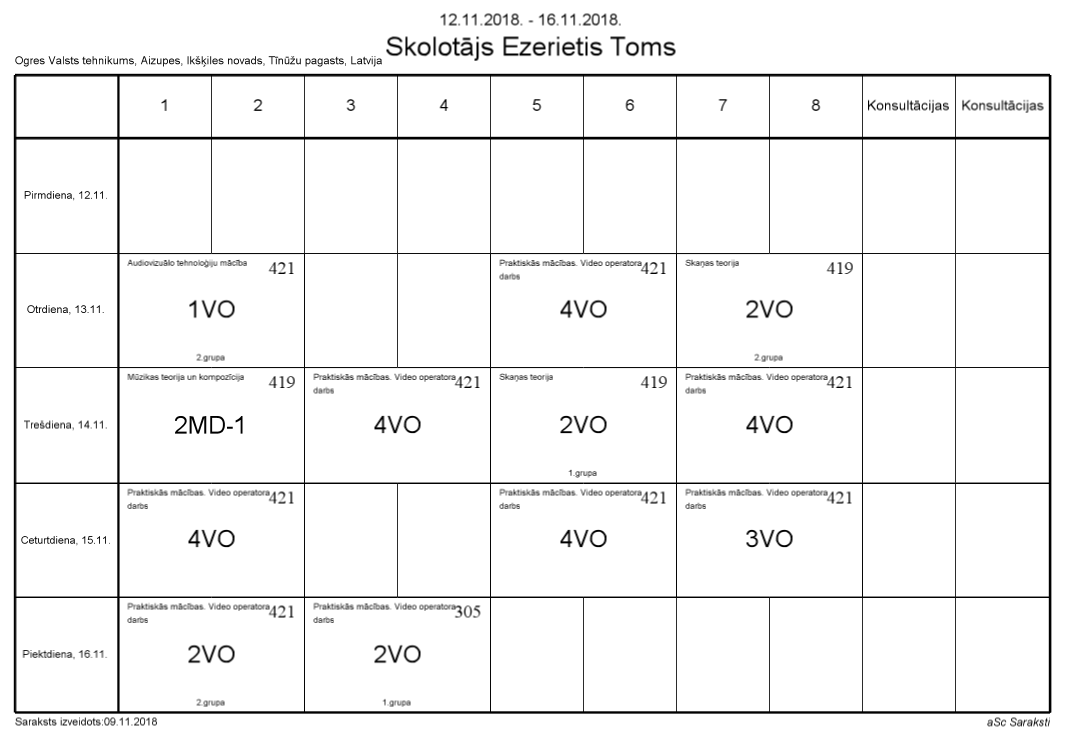 12.11.2018. - 16.11.2018.
Skolotājs Ezerietis Toms
Ogres Valsts tehnikums, Aizupes, Ikšķiles novads, Tīnūžu pagasts, Latvija
1 2 3 4 5 6 7 8 Konsultācijas Konsultācijas
Pirmdiena, 12.11.
Otrdiena, 13.11.
Audiovizuālo tehnoloģiju mācība 421
1VO
2.grupa
Praktiskās mācības. Video operatora 421
darbs
4VO
Skaņas teorija 419
2VO
2.grupa
Trešdiena, 14.11.
Mūzikas teorija un kompozīcija 419
2MD-1
Praktiskās mācības. Video operatora 421
darbs
4VO
Skaņas teorija 419
2VO
1.grupa
Praktiskās mācības. Video operatora 421
darbs
4VO
Ceturtdiena, 15.11.
Praktiskās mācības. Video operatora 421
darbs
4VO
Praktiskās mācības. Video operatora 421
darbs
4VO
Praktiskās mācības. Video operatora 421
darbs
3VO
Piektdiena, 16.11.
Praktiskās mācības. Video operatora 421
darbs
2VO
2.grupa
Praktiskās mācības. Video operatora 305
darbs
2VO
1.grupa
Saraksts izveidots:09.11.2018
aSc Saraksti